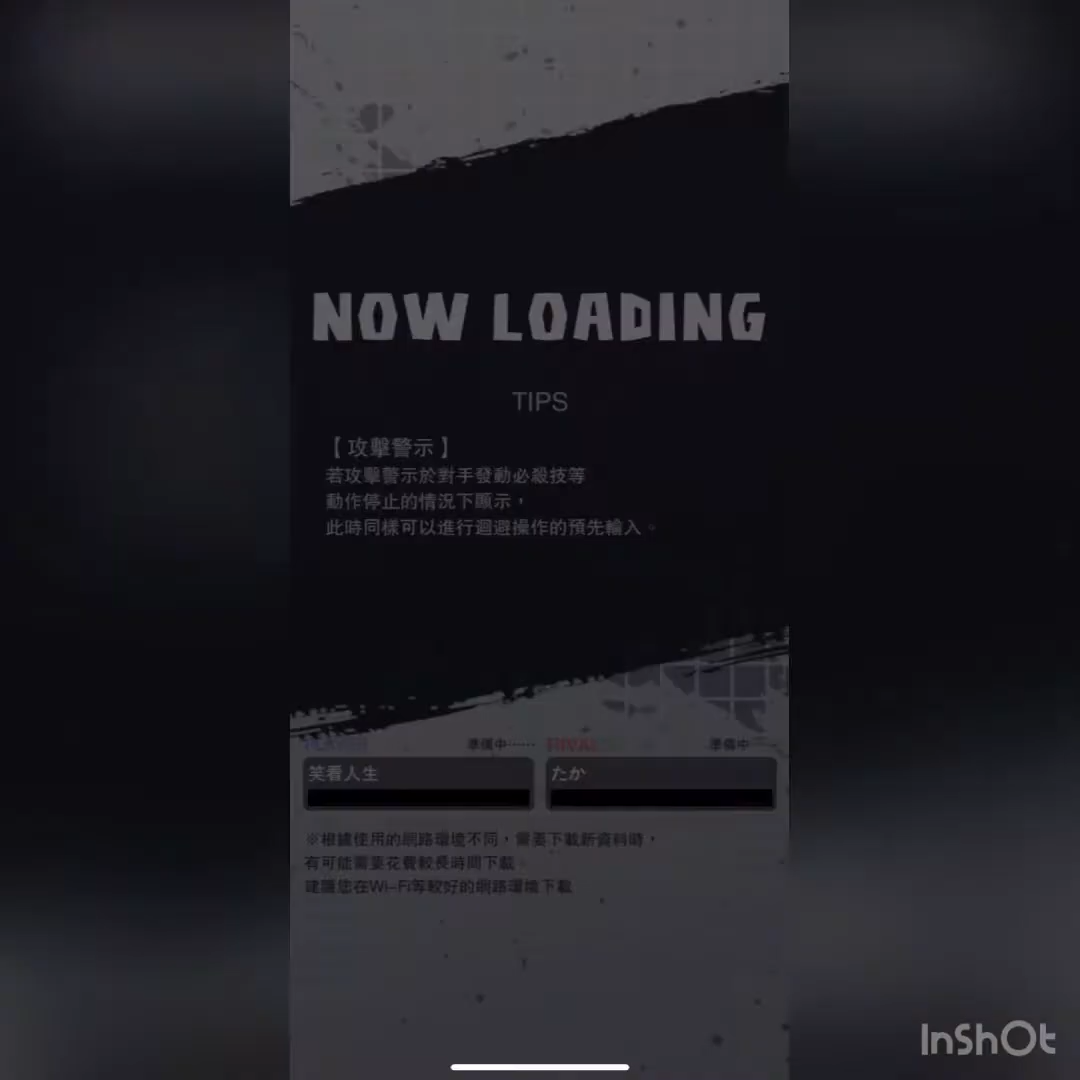 NOW LOADING
TIPS
【攻擊警示】
若攻擊警示於對手發動必殺技等
動作停止的情況下顯示，
此時同樣可以進行迴避操作的預先輸入。
PLAYER 準備中…… RIVAL 準備中
笑看人生 たか
※根據使用的網路環境不同，需要下載新資料時，
有可能需要花費較長時間下載。
建議您在Wi-Fi等較好的網路環境下載
InShOt